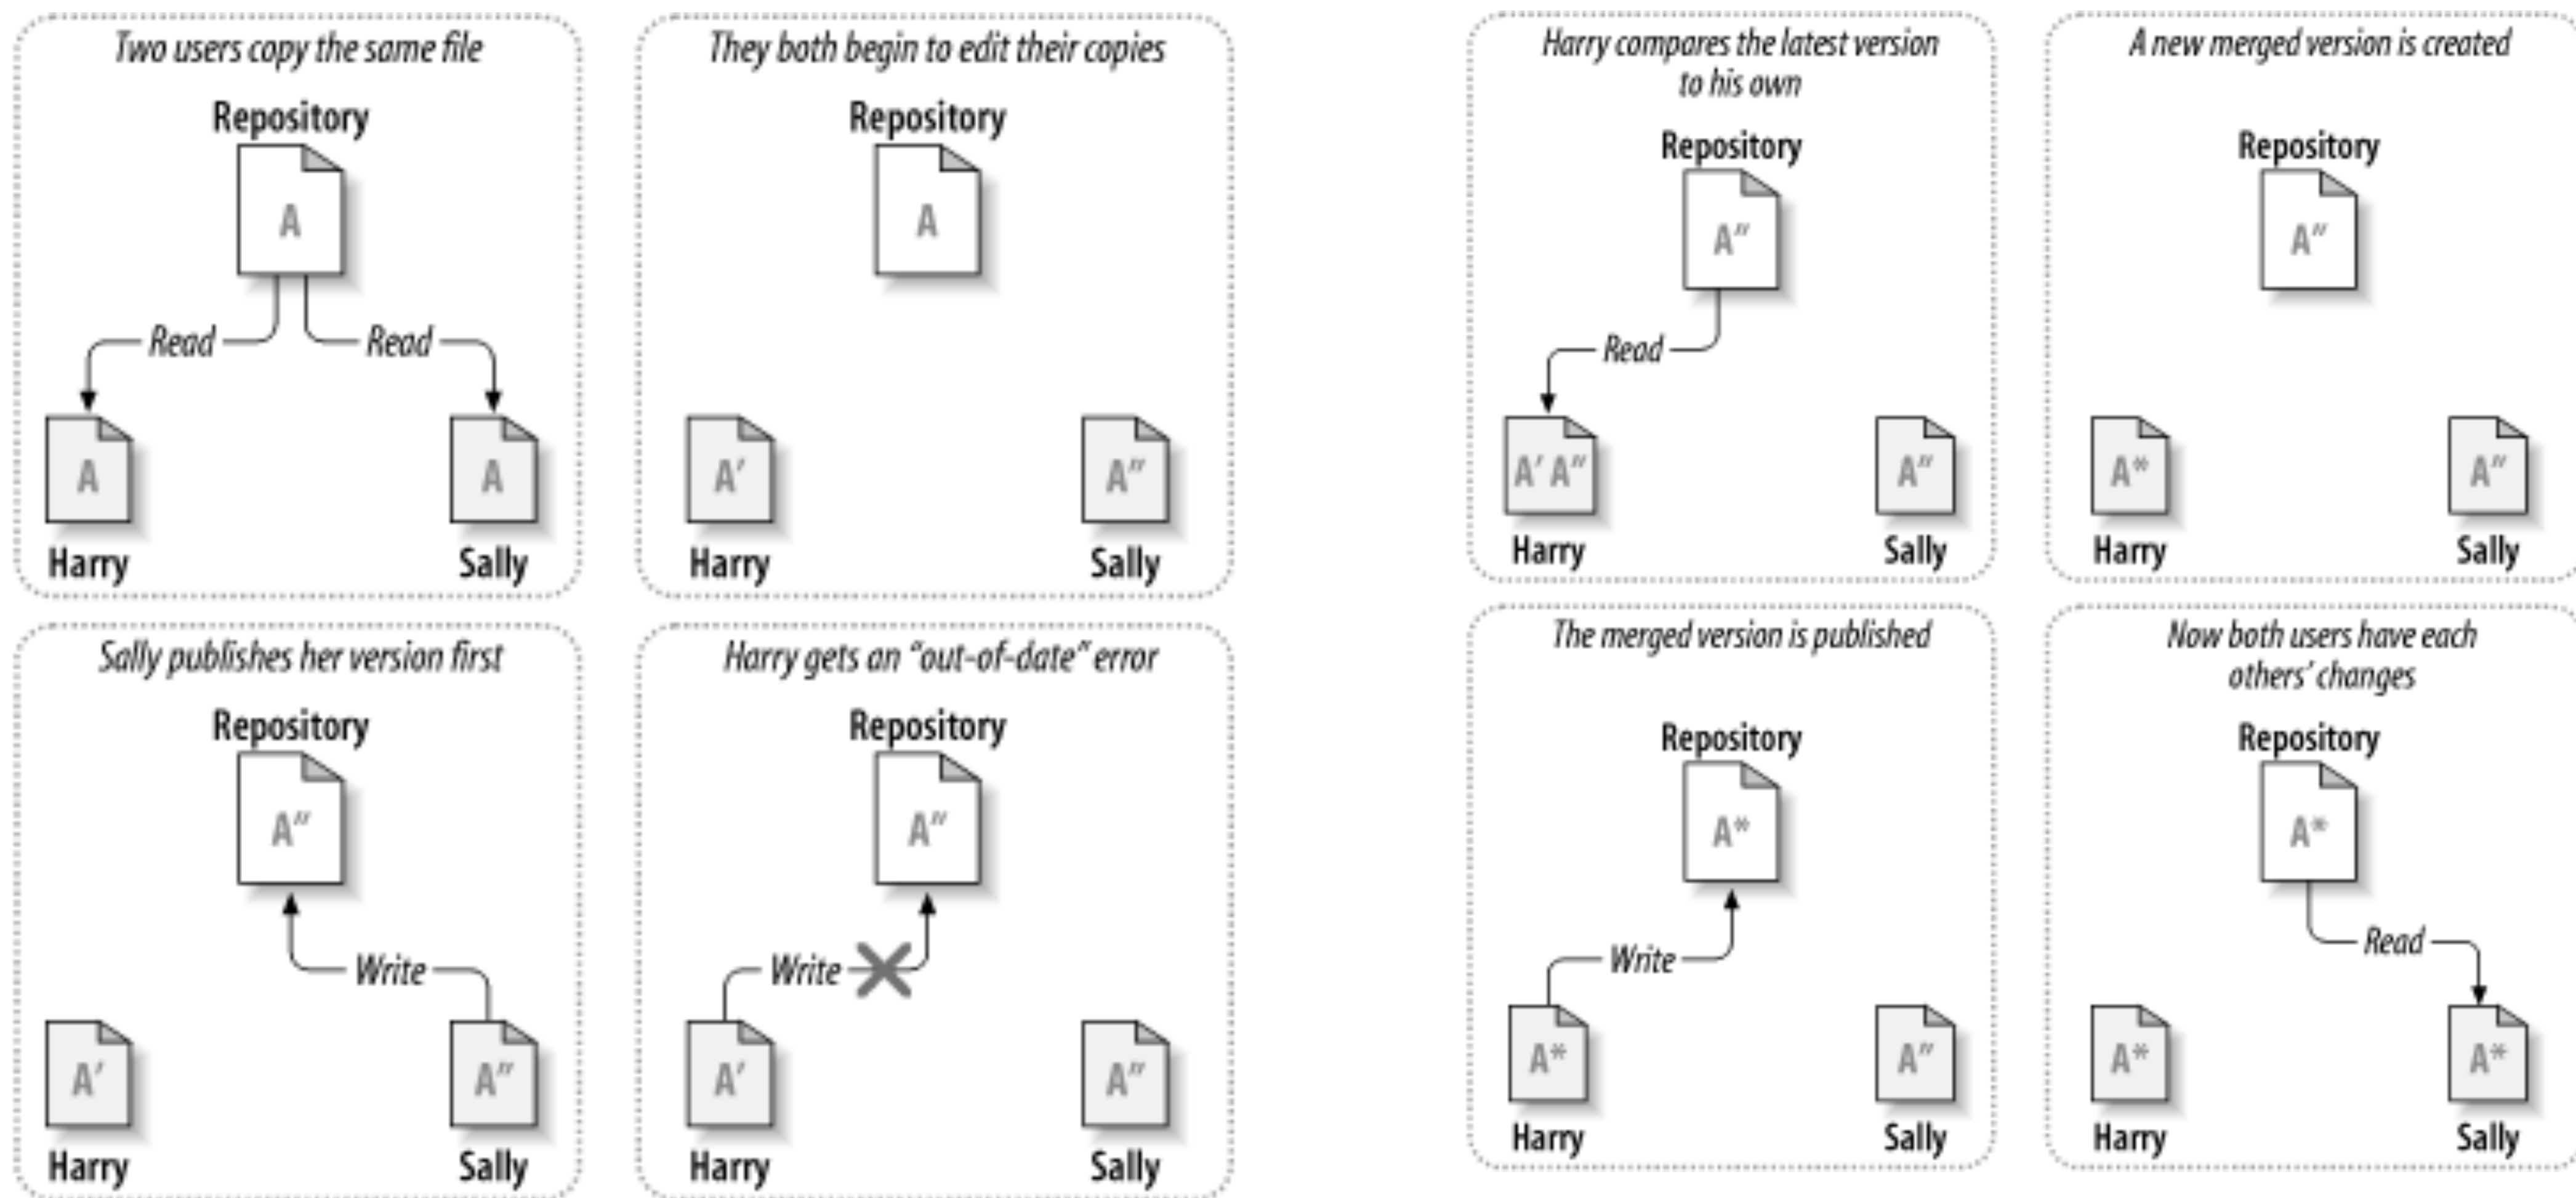 Two users copy the same file
Repository
A
Read
Read
A
A
Harry
Sally
They both begin to edit their copies
Repository
A
A′
A″
Harry
Sally
Sally publishes her version first
Repository
A″
Write
A′
A″
Harry
Sally
Harry gets an “out-of-date” error
Repository
A″
Write
A′
A″
Harry
Sally
Harry compares the latest version
to his own
Repository
A″
Read
A′ A″
A″
Harry
Sally
A new merged version is created
Repository
A″
A*
A″
Harry
Sally
The merged version is published
Repository
A*
Write
A*
A″
Harry
Sally
Now both users have each
others’ changes
Repository
A*
Read
A*
A*
Harry
Sally